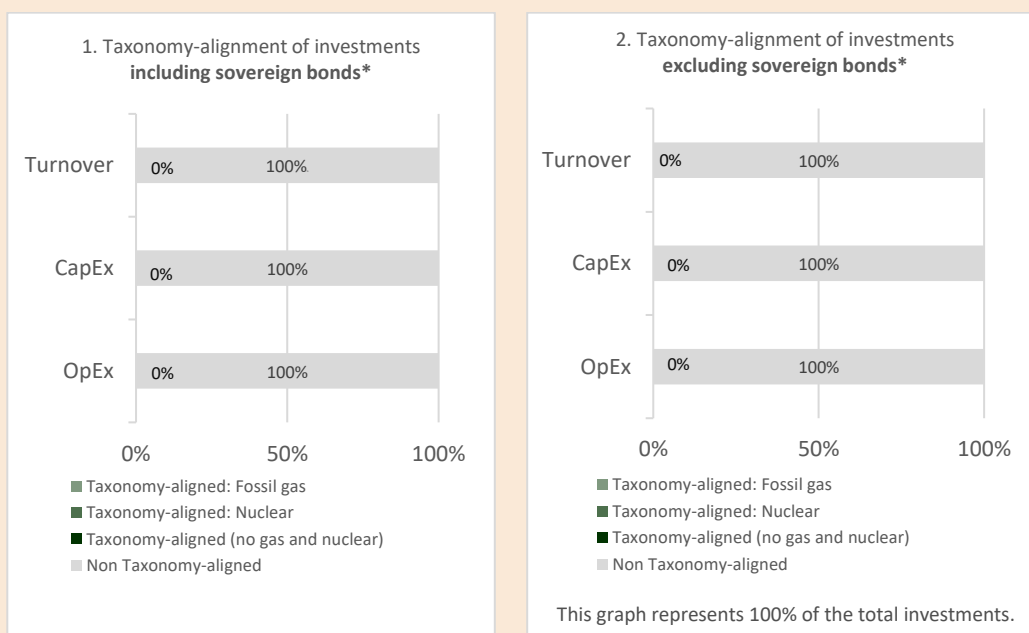 1. Taxonomy-alignment of investments
including sovereign bonds*
Turnover
0%
100%
CapEx
0%
100%
OpEx
0%
100%
0%
50%
100%
Taxonomy-aligned: Fossil gas
Taxonomy-aligned: Nuclear
Taxonomy-aligned (no gas and nuclear)
Non Taxonomy-aligned
2. Taxonomy-alignment of investments
excluding sovereign bonds*
Turnover
0%
100%
CapEx
0%
100%
OpEx
0%
100%
0%
50%
100%
Taxonomy-aligned: Fossil gas
Taxonomy-aligned: Nuclear
Taxonomy-aligned (no gas and nuclear)
Non Taxonomy-aligned
This graph represents 100% of the total investments.